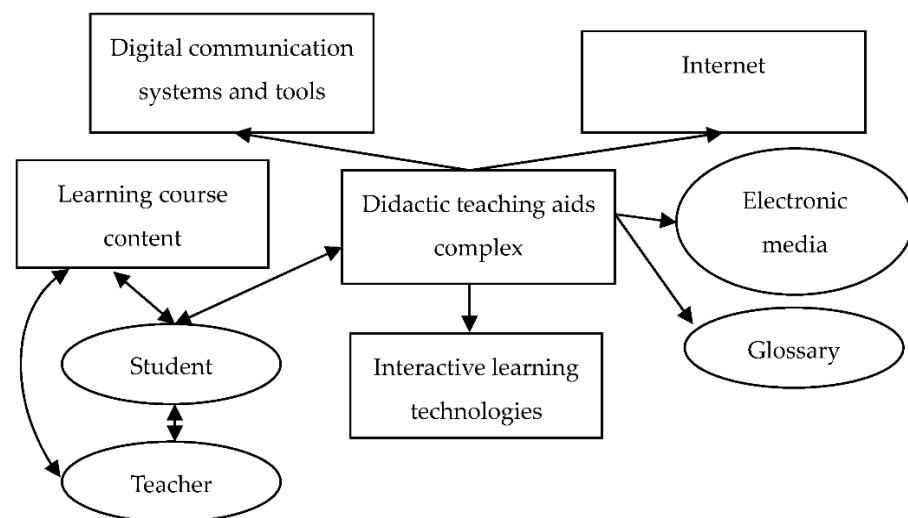 Digital communication
systems and tools
Internet
Learning course
content
Didactic teaching aids
complex
Electronic
media
Student
Interactive learning
technologies
Glossary
Teacher